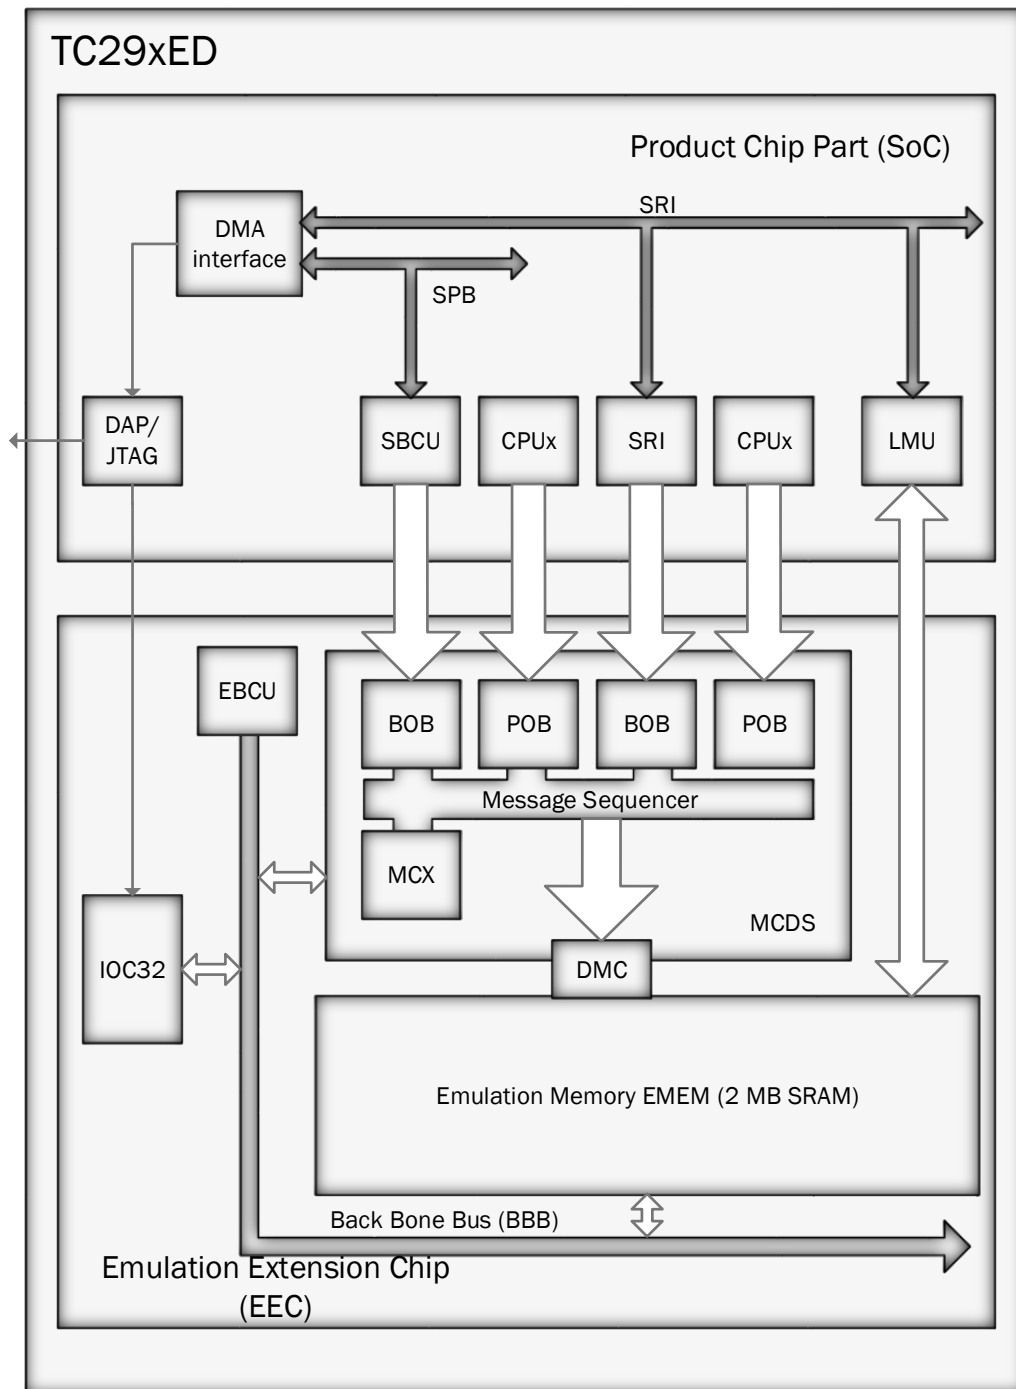 TC29xED
Product Chip Part (SoC)
SRI
DMA
interface
SPB
DAP/
JTAG
SBCU
CPUx
SRI
CPUx
LMU
EBCU
BOB
POB
BOB
POB
Message Sequencer
MCX
MCDS
IOC32
DMC
Emulation Memory EMEM (2 MB SRAM)
Back Bone Bus (BBB)
Emulation Extension Chip
(EEC)